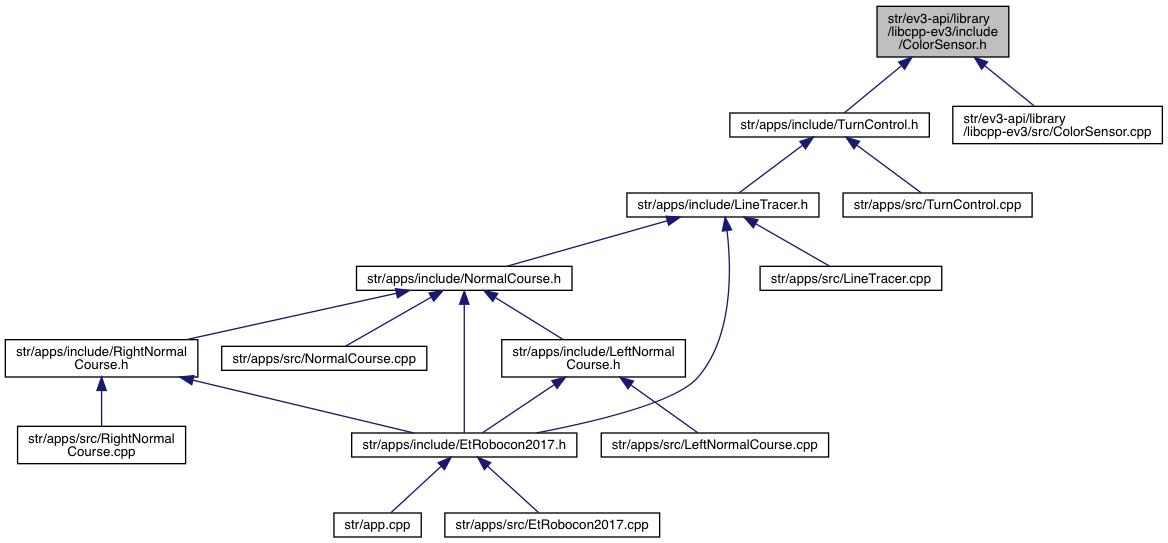 str/ev3-api/library
/libcpp-ev3/include
/ColorSensor.h
str/apps/include/TurnControl.h
str/ev3-api/library
/libcpp-ev3/src/ColorSensor.cpp
str/apps/include/LineTracer.h
str/apps/src/TurnControl.cpp
str/apps/include/NormalCourse.h
str/apps/src/LineTracer.cpp
str/apps/include/RightNormal
Course.h
str/apps/src/NormalCourse.cpp
str/apps/include/LeftNormal
Course.h
str/apps/src/RightNormal
Course.cpp
str/apps/include/EtRobocon2017.h
str/apps/src/LeftNormalCourse.cpp
str/app.cpp
str/apps/src/EtRobocon2017.cpp